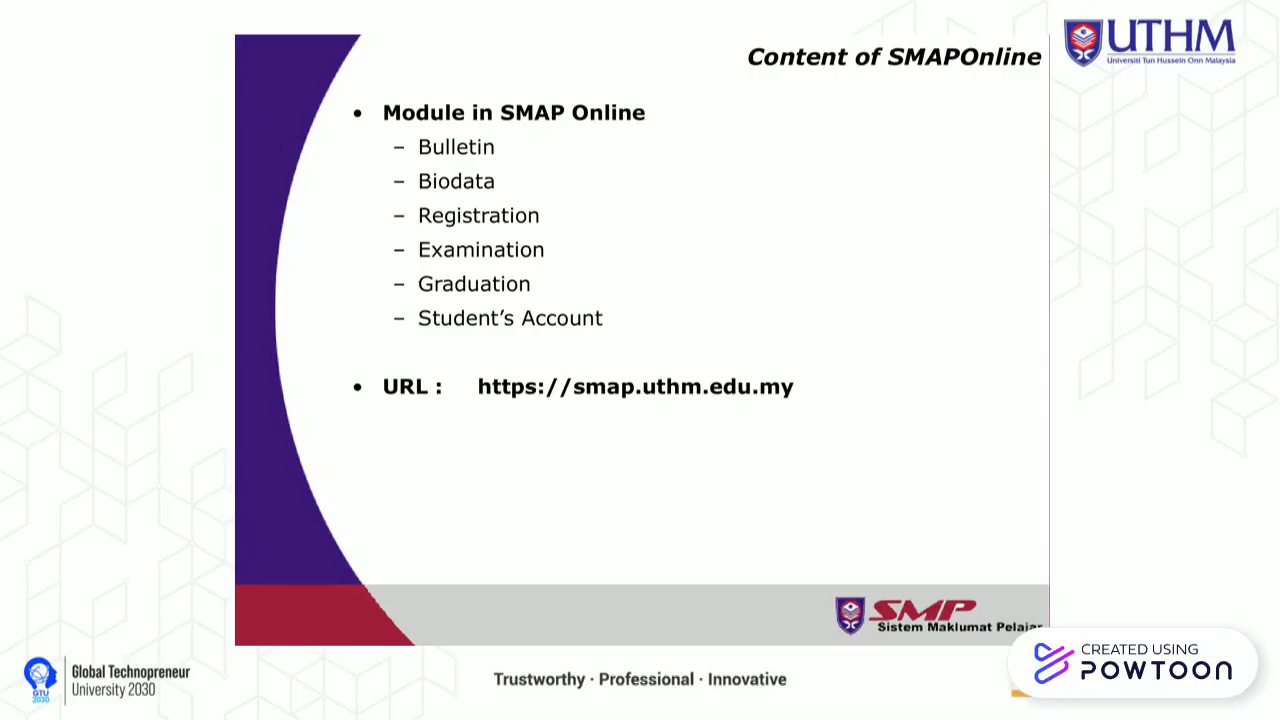 UTHM
Universiti Tun Hussein Onn Malaysia
Content of SMAPOnline
• Module in SMAP Online
– Bulletin
– Biodata
– Registration
– Examination
– Graduation
– Student’s Account
• URL : https://smap.uthm.edu.my
SMP
Sistem Maklumat Pelajar
GTU
2030
Global Technopreneur
University 2030
Trustworthy · Professional · Innovative
CREATED USING
POWTOON